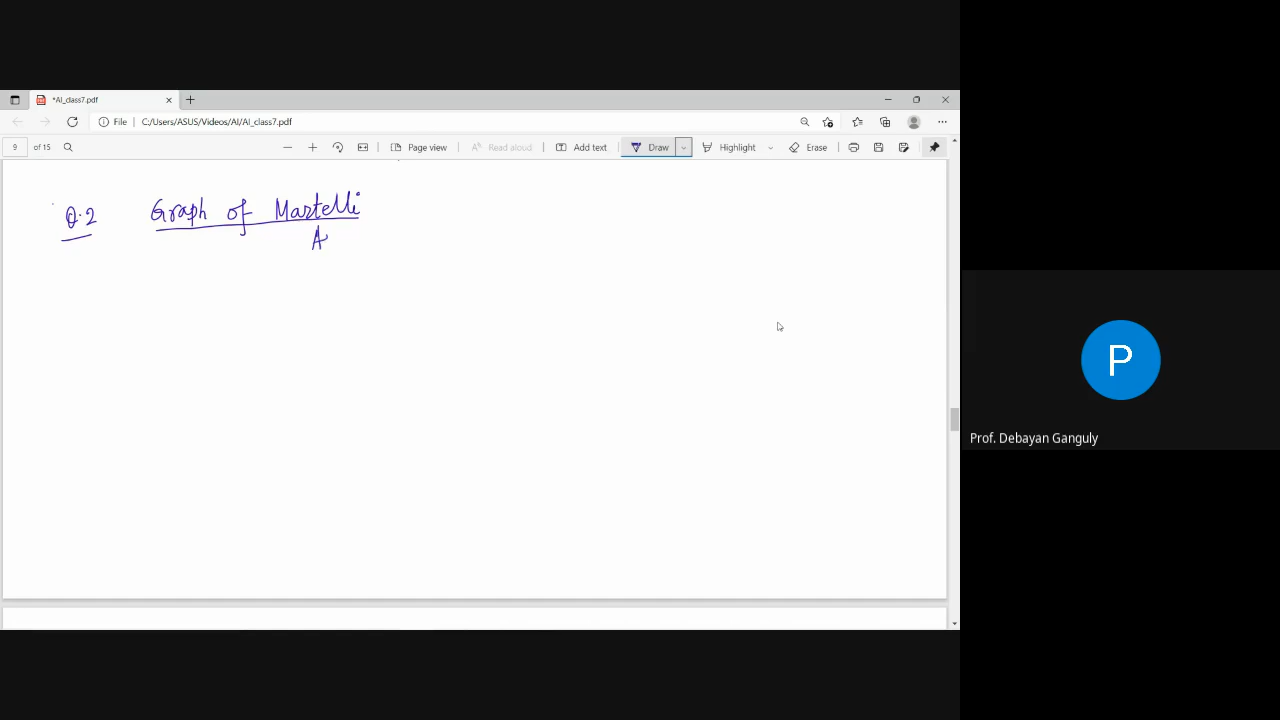 *AI_class7.pdf
File C:/Users/ASUS/Videos/AI/AI_class7.pdf
9 of 15 Page view Read aloud Add text Draw Highlight Erase
Q.2 Graph of Martelli
A
P
Prof. Debayan Ganguly